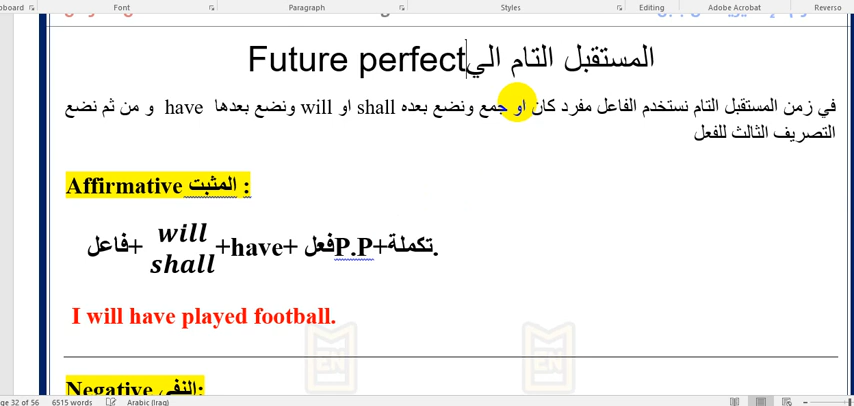 Font
Paragraph
Styles
Editing
Adobe Acrobat
Reverso
المستقبل التام الي Future perfect
في زمن المستقبل التام نستخدم الفاعل مفرد كان او جمع ونضع بعده shall او will ونضع بعدها have و من ثم نضع
التصريف الثالث للفعل
Affirmative المثبت :
فاعل+ will shall +have+ فعل P.P+تكملة.
I will have played football.
Negative النفي:
Page 32 of 56 6515 words Arabic (Iraq)